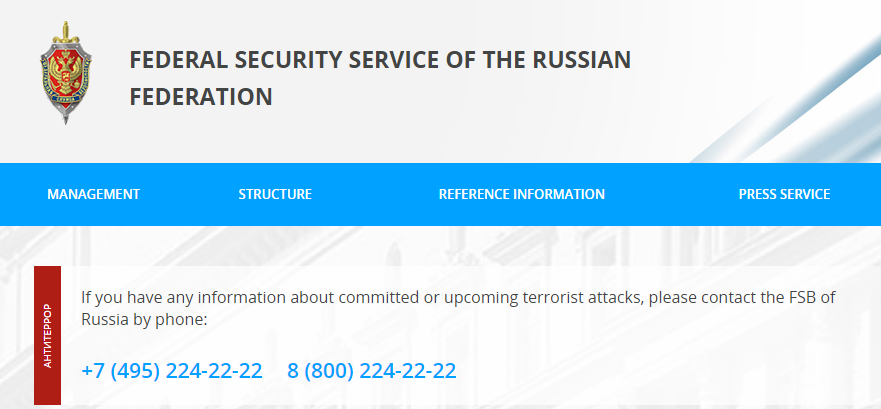 FEDERAL SECURITY SERVICE OF THE RUSSIAN
FEDERATION
MANAGEMENT
STRUCTURE
REFERENCE INFORMATION
PRESS SERVICE
АНТИТЕРРОР
If you have any information about committed or upcoming terrorist attacks, please contact the FSB of
Russia by phone:
+7 (495) 224-22-22 8 (800) 224-22-22